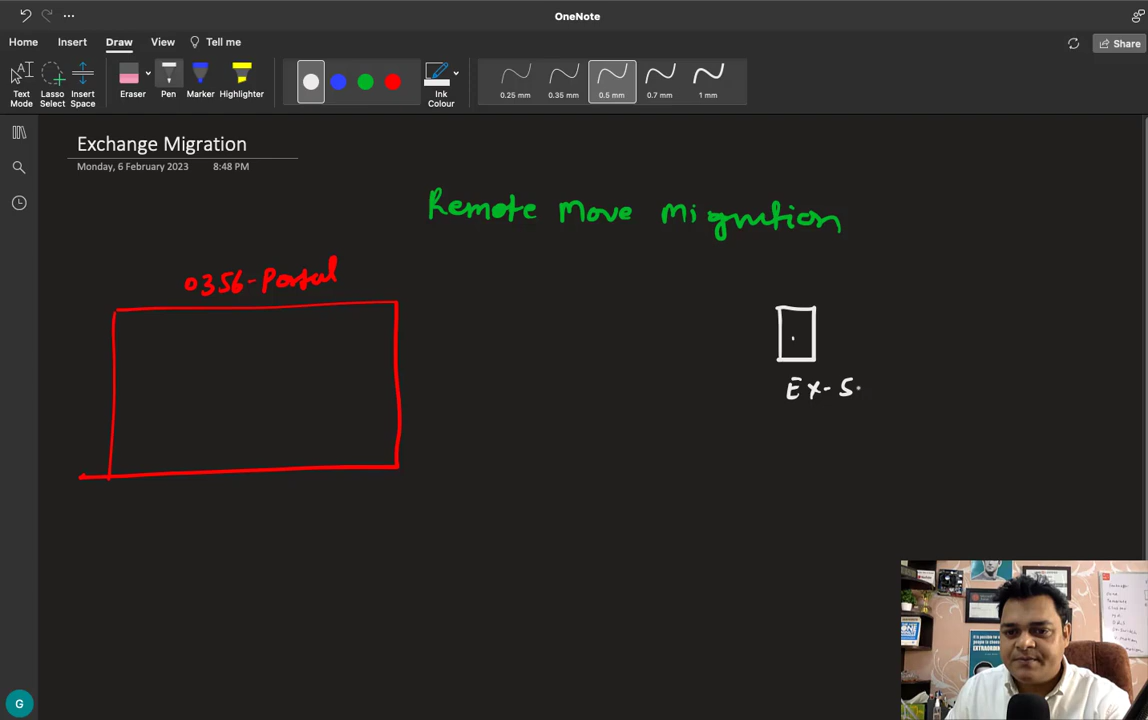 OneNote
Home Insert Draw View Tell me
Share
Text Mode
Lasso Select
Insert Space
Eraser
Pen
Marker
Highlighter
Ink Colour
0.25 mm
0.35 mm
0.5 mm
0.7 mm
1 mm
Exchange Migration
Monday, 6 February 2023 8:48 PM
Remote Move Migration
0356-Portal
EX-S
EXTRAORDINARY
G